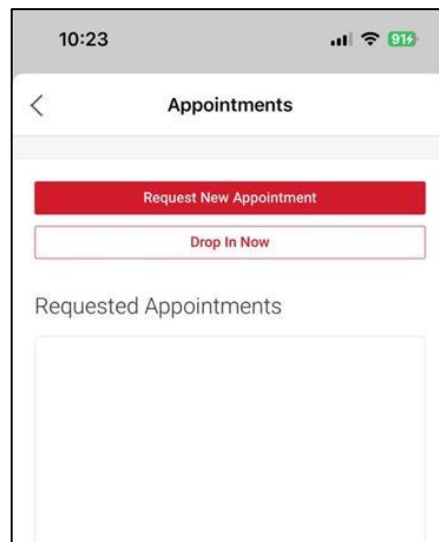 10:23
91
Appointments
Request New Appointment
Drop In Now
Requested Appointments